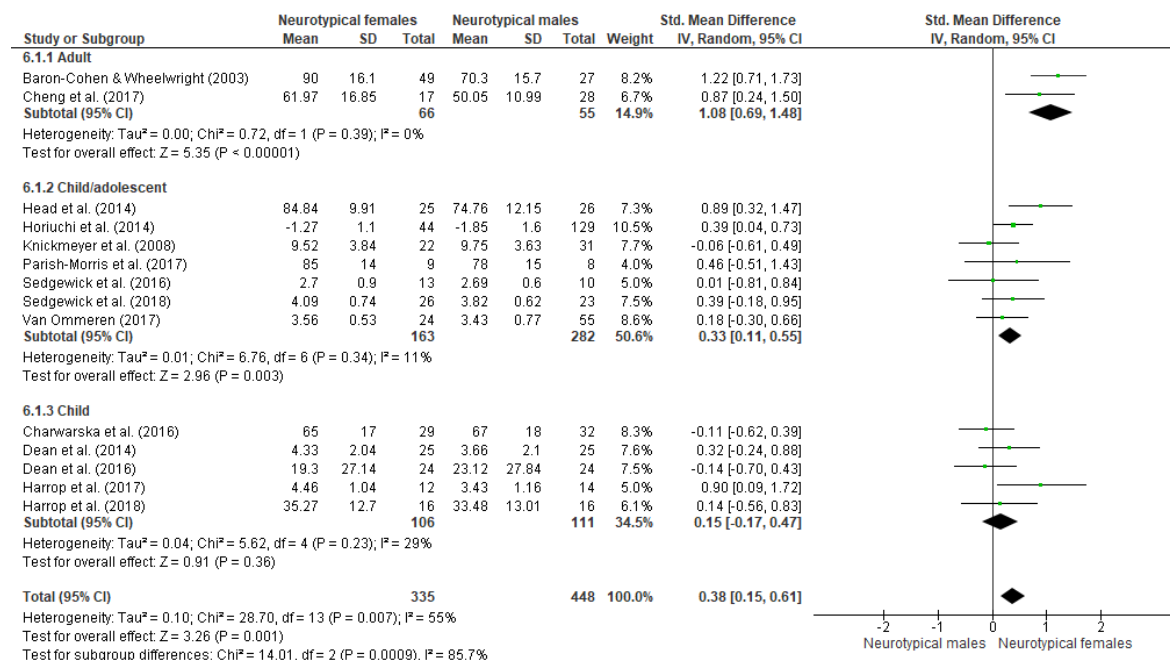 Neurotypical females Neurotypical males Std. Mean Difference Std. Mean Difference
Study or Subgroup Mean SD Total Mean SD Total Weight IV, Random, 95% CI IV, Random, 95% CI
6.1.1 Adult
Baron-Cohen & Wheelwright (2003) 90 16.1 49 70.3 15.7 27 8.2% 1.22 [0.71, 1.73]
Cheng et al. (2017) 61.97 16.85 17 50.05 10.99 28 6.7% 0.87 [0.24, 1.50]
Subtotal (95% CI) 66 55 14.9% 1.08 [0.69, 1.48]
Heterogeneity: Tau² = 0.00; Chi² = 0.72, df = 1 (P = 0.39); I² = 0%
Test for overall effect: Z = 5.35 (P < 0.00001)
6.1.2 Child/adolescent
Head et al. (2014) 84.84 9.91 25 74.76 12.15 26 7.3% 0.89 [0.32, 1.47]
Horiuchi et al. (2014) -1.27 1.1 44 -1.85 1.6 129 10.5% 0.39 [0.04, 0.73]
Knickmeyer et al. (2008) 9.52 3.84 22 9.75 3.63 31 7.7% -0.06 [-0.61, 0.49]
Parish-Morris et al. (2017) 85 14 9 78 15 8 4.0% 0.46 [-0.51, 1.43]
Sedgewick et al. (2016) 2.7 0.9 13 2.69 0.6 10 5.0% 0.01 [-0.81, 0.84]
Sedgewick et al. (2018) 4.09 0.74 26 3.82 0.62 23 7.5% 0.39 [-0.18, 0.95]
Van Ommeren (2017) 3.56 0.53 24 3.43 0.77 55 8.6% 0.18 [-0.30, 0.66]
Subtotal (95% CI) 163 282 50.6% 0.33 [0.11, 0.55]
Heterogeneity: Tau² = 0.01; Chi² = 6.76, df = 6 (P = 0.34); I² = 11%
Test for overall effect: Z = 2.96 (P = 0.003)
6.1.3 Child
Charwarska et al. (2016) 65 17 29 67 18 32 8.3% -0.11 [-0.62, 0.39]
Dean et al. (2014) 4.33 2.04 25 3.66 2.1 25 7.6% 0.32 [-0.24, 0.88]
Dean et al. (2016) 19.3 27.14 24 23.12 27.84 24 7.5% -0.14 [-0.70, 0.43]
Harrop et al. (2017) 4.46 1.04 12 3.43 1.16 14 5.0% 0.90 [0.09, 1.72]
Harrop et al. (2018) 35.27 12.7 16 33.48 13.01 16 6.1% 0.14 [-0.56, 0.83]
Subtotal (95% CI) 106 111 34.5% 0.15 [-0.17, 0.47]
Heterogeneity: Tau² = 0.04; Chi² = 5.62, df = 4 (P = 0.23); I² = 29%
Test for overall effect: Z = 0.91 (P = 0.36)
Total (95% CI) 335 448 100.0% 0.38 [0.15, 0.61]
Heterogeneity: Tau² = 0.10; Chi² = 28.70, df = 13 (P = 0.007); I² = 55%
Test for overall effect: Z = 3.26 (P = 0.001)
Test for subgroup differences: Chi² = 14.01, df = 2 (P = 0.0009), I² = 85.7%
-2 -1 0 1 2
Neurotypical males Neurotypical females